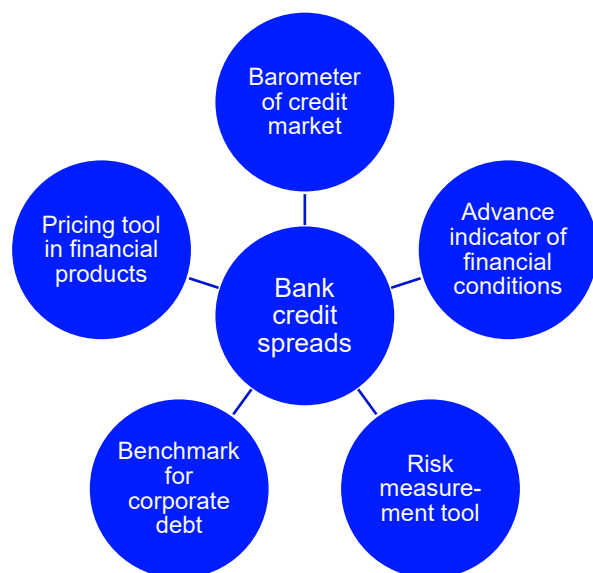 Barometer
of credit
market
Advance
indicator of
financial
conditions
Risk
measure-
ment tool
Benchmark
for
corporate
debt
Pricing tool
in financial
products
Bank
credit
spreads